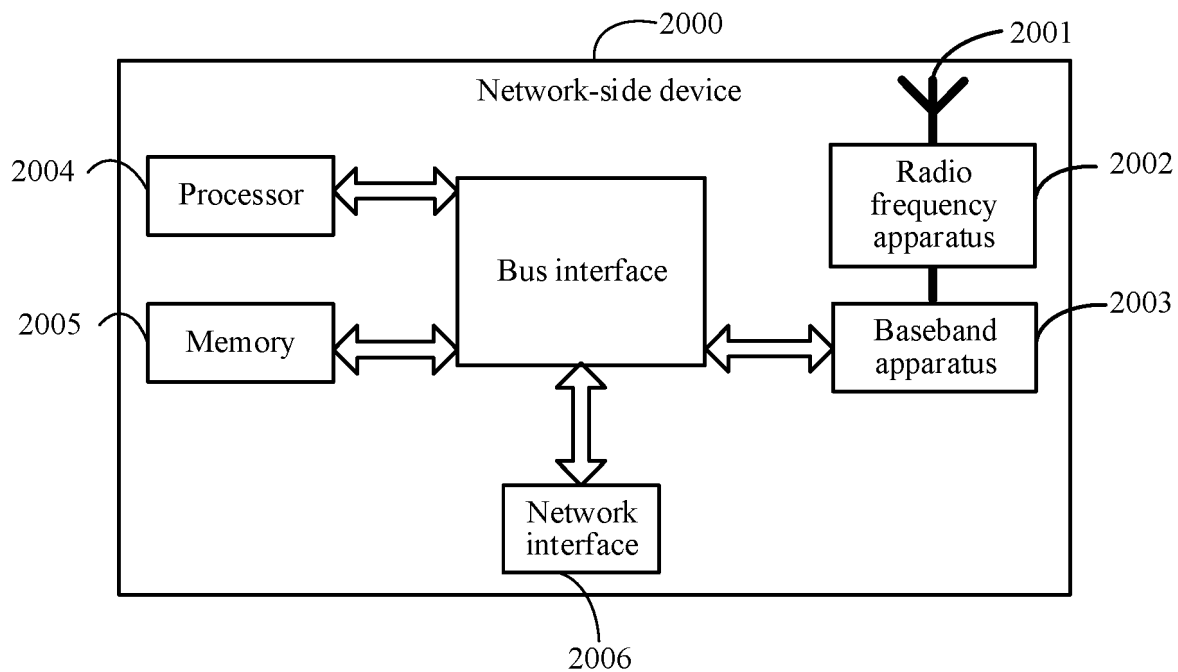 2000
2001
Network-side device
2004
Processor
Radio
frequency
apparatus
2002
Bus interface
2005
Memory
Baseband
apparatus
2003
Network
interface
2006